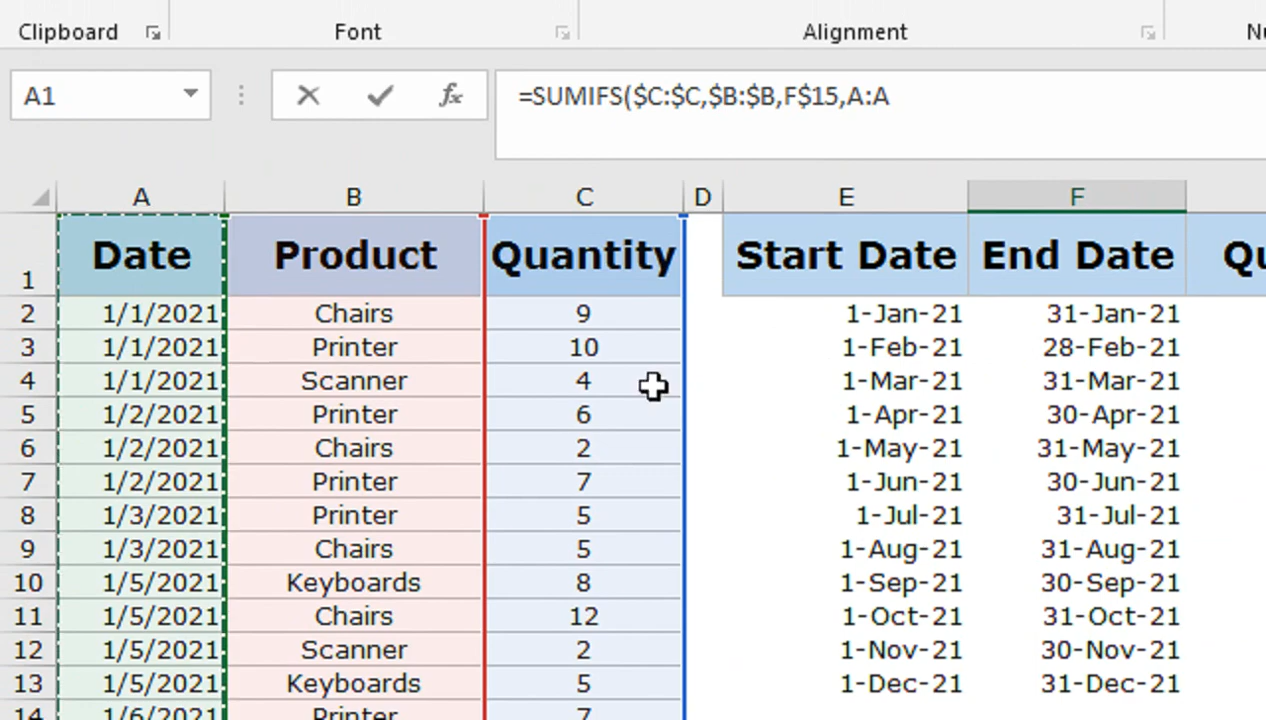 Clipboard Font Alignment
A1 fx =SUMIFS($C:$C,$B:$B,F$15,A:A
A B C D E F
1 Date Product Quantity Start Date End Date
2 1/1/2021 Chairs 9 1-Jan-21 31-Jan-21
3 1/1/2021 Printer 10 1-Feb-21 28-Feb-21
4 1/1/2021 Scanner 4 1-Mar-21 31-Mar-21
5 1/2/2021 Printer 6 1-Apr-21 30-Apr-21
6 1/2/2021 Chairs 2 1-May-21 31-May-21
7 1/2/2021 Printer 7 1-Jun-21 30-Jun-21
8 1/3/2021 Printer 5 1-Jul-21 31-Jul-21
9 1/3/2021 Chairs 5 1-Aug-21 31-Aug-21
10 1/5/2021 Keyboards 8 1-Sep-21 30-Sep-21
11 1/5/2021 Chairs 12 1-Oct-21 31-Oct-21
12 1/5/2021 Scanner 2 1-Nov-21 30-Nov-21
13 1/5/2021 Keyboards 5 1-Dec-21 31-Dec-21
14 1/6/2021 Printer 7